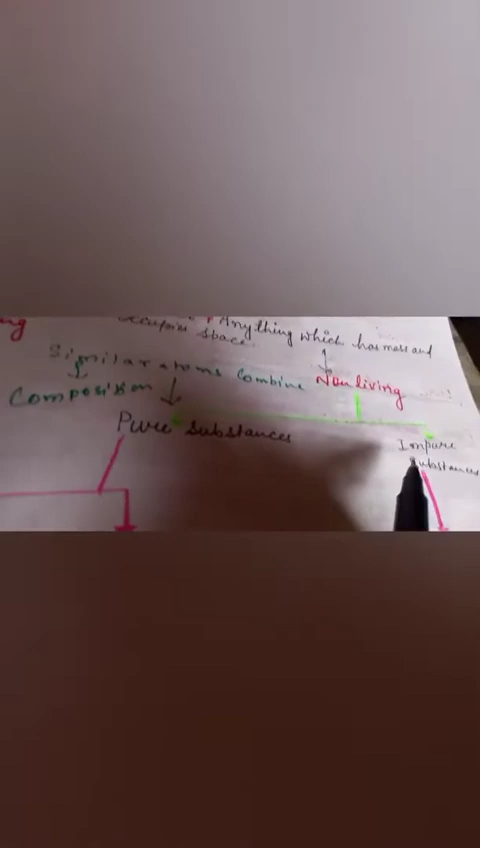 Anything which has mass and
occupies space.
Similar atoms combine Non living
Composition
Pure substances
Impure
substances